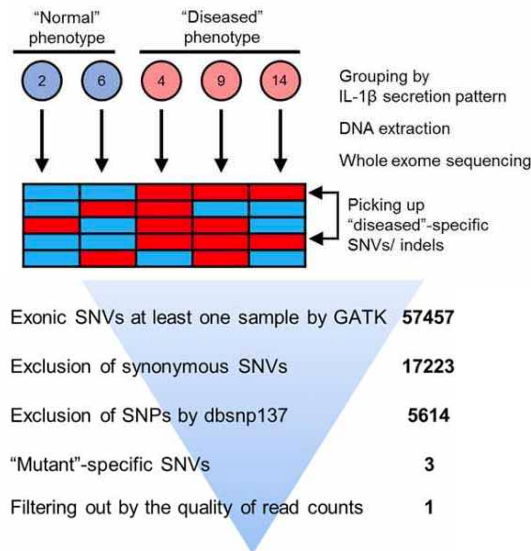 “Normal” “Diseased”
phenotype phenotype
2 6 4 9 14
Grouping by
IL-1β secretion pattern
DNA extraction
Whole exome sequencing
Picking up
“diseased”-specific
SNVs/ indels
Exonic SNVs at least one sample by GATK 57457
Exclusion of synonymous SNVs 17223
Exclusion of SNPs by dbsnp137 5614
“Mutant”-specific SNVs 3
Filtering out by the quality of read counts 1